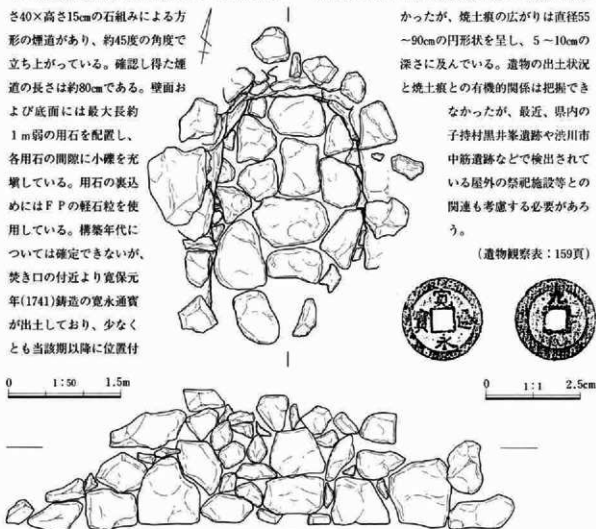 さ40×高さ15cmの石組みによる方
形の煙道があり、約45度の角度で
立ち上がっている。確認し得た煙
道の長さは約80cmである。壁面お
よび底面には最大長約
1m弱の用石を配置し、
各用石の間隙に小礫を充
塡している。用石の裏込
めにはFPの軽石粒を使
用している。構築年代に
ついては確定できないが、
焚き口の付近より寛保元
年(1741)鋳造の寛永通寳
が出土しており、少なく
とも当該期以降に位置付
かったが、焼土痕の広がりは直径55
～90cmの円形状を呈し、5～10cmの
深さに及んでいる。遺物の出土状況
と焼土痕との有機的関係は把握でき
なかったが、最近、県内の
子持村黒井峯遺跡や渋川市
中筋遺跡などで検出されて
いる屋外の祭祀施設等との
関連も考慮する必要があろ
う。
(遺物観察表：159頁)
寛永通寳
元
0 1:50 1.5m
0 1:1 2.5cm